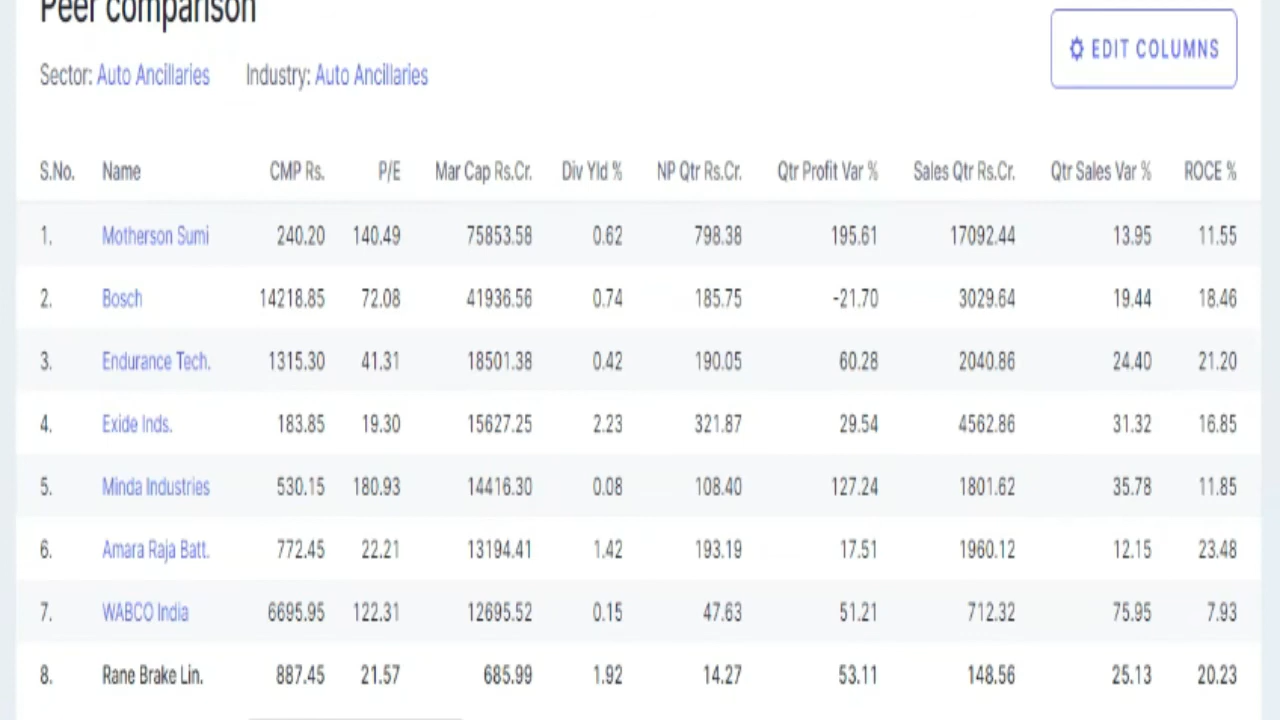 Peer comparison
EDIT COLUMNS
Sector: Auto Ancillaries Industry: Auto Ancillaries
S.No. Name CMP Rs. P/E Mar Cap Rs.Cr. Div Yld % NP Qtr Rs.Cr. Qtr Profit Var % Sales Qtr Rs.Cr. Qtr Sales Var % ROCE %
1. Motherson Sumi 240.20 140.49 75853.58 0.62 798.38 195.61 17092.44 13.95 11.55
2. Bosch 14218.85 72.08 41936.56 0.74 185.75 -21.70 3029.64 19.44 18.46
3. Endurance Tech. 1315.30 41.31 18501.38 0.42 190.05 60.28 2040.86 24.40 21.20
4. Exide Inds. 183.85 19.30 15627.25 2.23 321.87 29.54 4562.86 31.32 16.85
5. Minda Industries 530.15 180.93 14416.30 0.08 108.40 127.24 1801.62 35.78 11.85
6. Amara Raja Batt. 772.45 22.21 13194.41 1.42 193.19 17.51 1960.12 12.15 23.48
7. WABCO India 6695.95 122.31 12695.52 0.15 47.63 51.21 712.32 75.95 7.93
8. Rane Brake Lin. 887.45 21.57 685.99 1.92 14.27 53.11 148.56 25.13 20.23